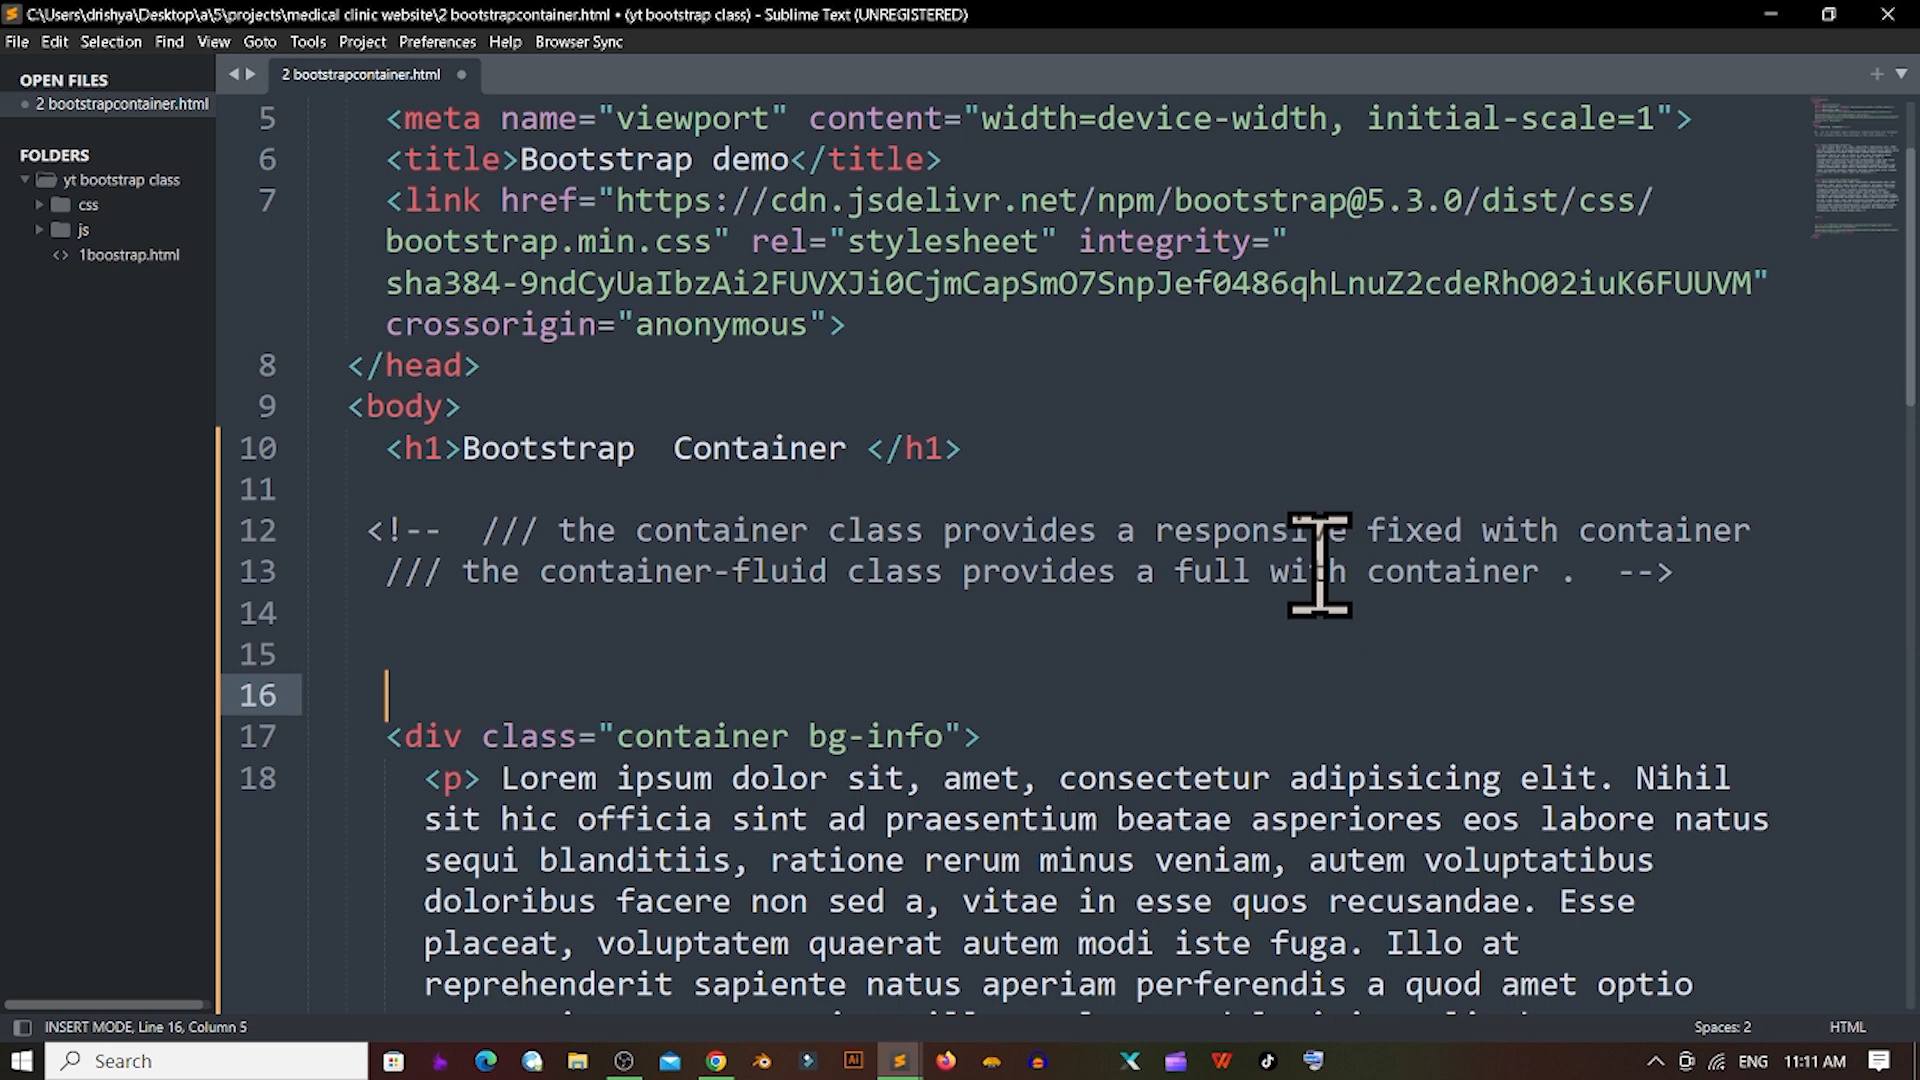 C:\Users\drishya\Desktop\a\5\projects\medical clinic website\2 bootstrapcontainer.html • (yt bootstrap class) - Sublime Text (UNREGISTERED)
File Edit Selection Find View Goto Tools Project Preferences Help Browser Sync
OPEN FILES
2 bootstrapcontainer.html
FOLDERS
yt bootstrap class
css
js
<> 1boostrap.html
2 bootstrapcontainer.html
5 <meta name="viewport" content="width=device-width, initial-scale=1">
6 <title>Bootstrap demo</title>
7 <link href="https://cdn.jsdelivr.net/npm/bootstrap@5.3.0/dist/css/
bootstrap.min.css" rel="stylesheet" integrity="
sha384-9ndCyUaIbzAi2FUVXJi0CjmCapSmO7SnpJef0486qhLnuZ2cdeRhO02iuK6FUUVM"
crossorigin="anonymous">
8 </head>
9 <body>
10 <h1>Bootstrap  Container </h1>
11
12 <!--  /// the container class provides a responsive fixed with container
13 /// the container-fluid class provides a full with container .  -->
14
15
16
17 <div class="container bg-info">
18 <p> Lorem ipsum dolor sit, amet, consectetur adipisicing elit. Nihil
sit hic officia sint ad praesentium beatae asperiores eos labore natus
sequi blanditiis, ratione rerum minus veniam, autem voluptatibus
doloribus facere non sed a, vitae in esse quos recusandae. Esse
placeat, voluptatem quaerat autem modi iste fuga. Illo at
reprehenderit sapiente natus aperiam perferendis a quod amet optio
INSERT MODE, Line 16, Column 5
Spaces: 2
HTML
Search
ENG
11:11 AM